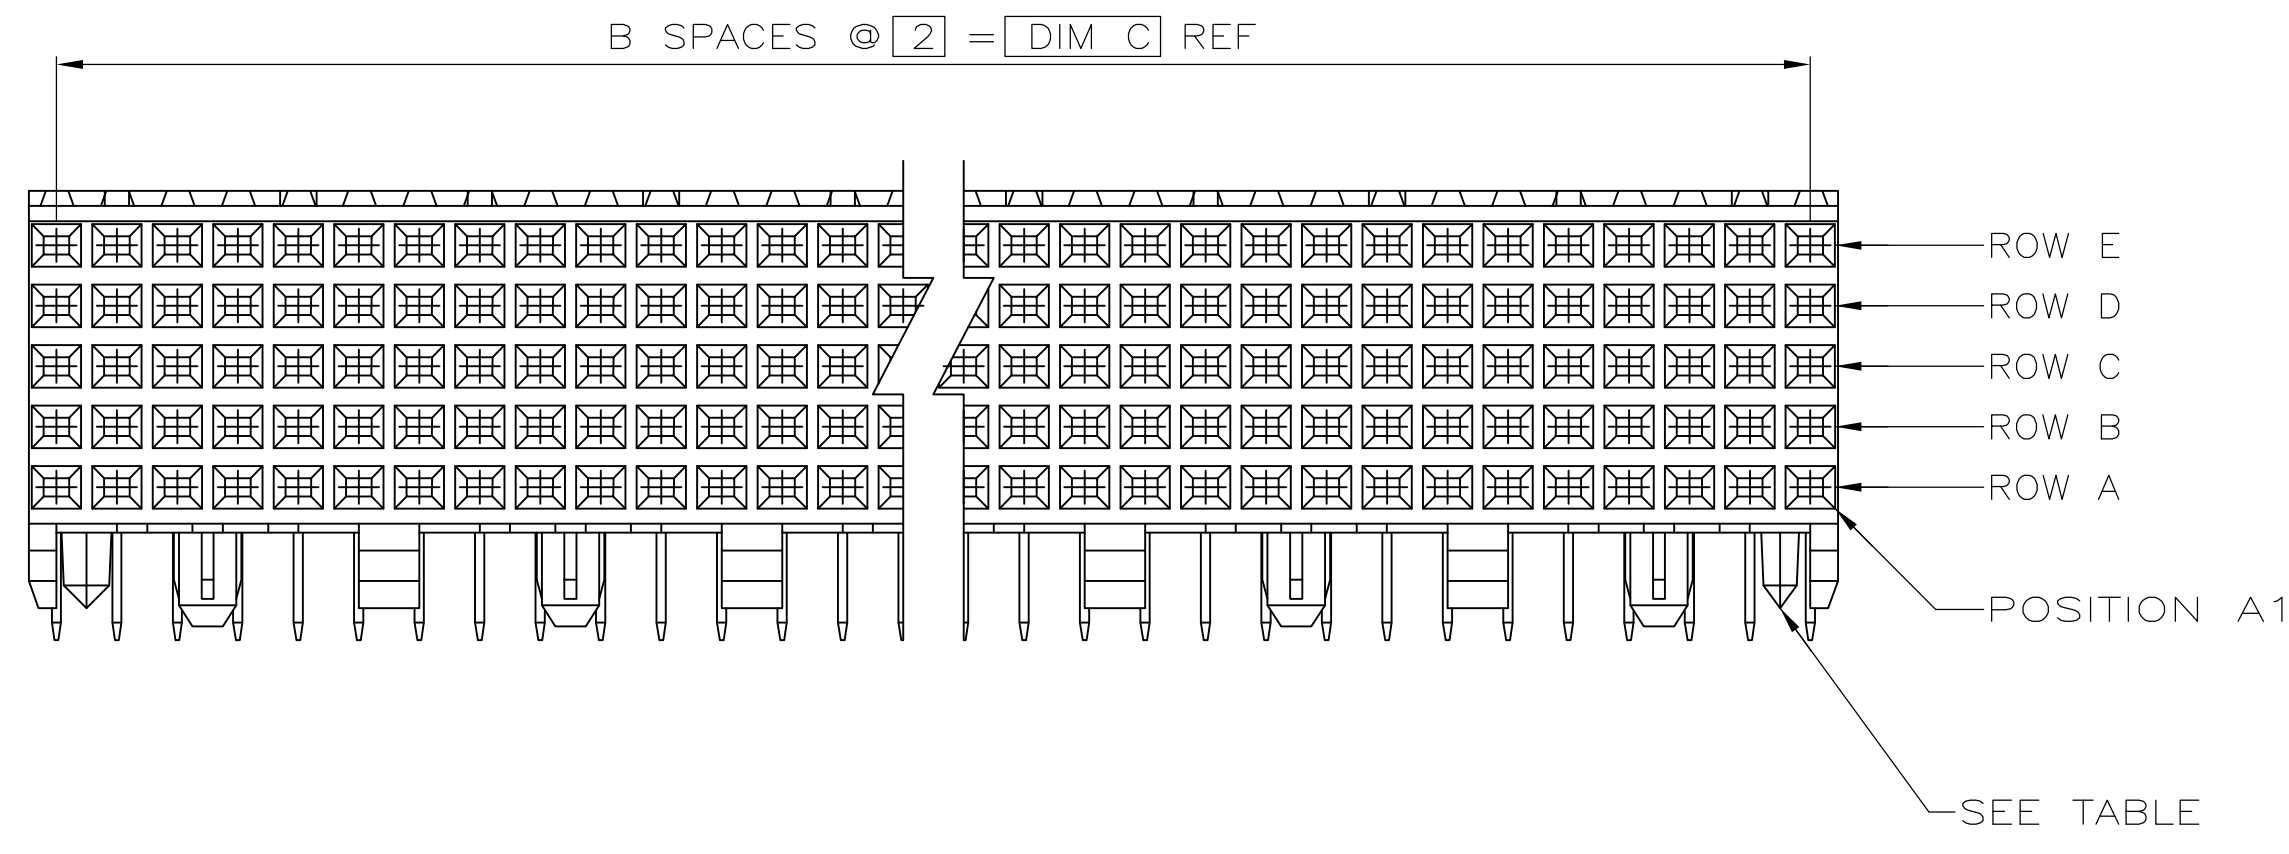 B SPACES @ 2 = DIM C REF
ROW E
ROW D
ROW C
ROW B
ROW A
POSITION A1
SEE TABLE